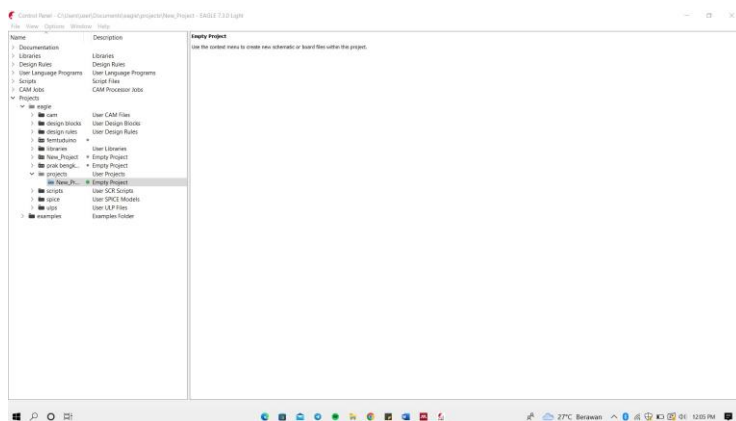 Control Panel - C:\Users\user\Documents\eagle\projects\New_Project - EAGLE 7.3.0 Light
File View Options Window Help
Name Description
Documentation
Libraries Libraries
Design Rules Design Rules
User Language Programs User Language Programs
Scripts Script Files
CAM Jobs CAM Processor Jobs
Projects
eagle
cam User CAM Files
design blocks User Design Blocks
design rules User Design Rules
femtuduino
libraries User Libraries
New_Project Empty Project
prak bengk... Empty Project
projects User Projects
New_Pr... Empty Project
scripts User SCR Scripts
spice User SPICE Models
ulps User ULP Files
examples Examples Folder
Empty Project
Use the context menu to create new schematic or board files within this project.
27°C Berawan 12:05 PM